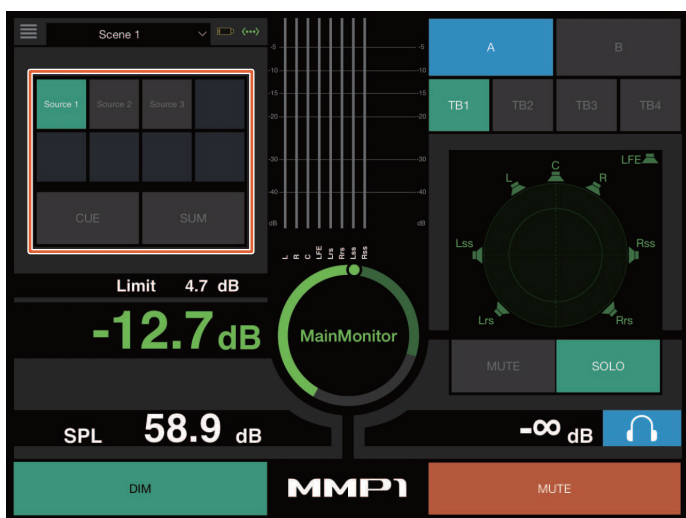 Scene 1
Source 1 Source 2 Source 3
CUE SUM
Limit 4.7 dB
-12.7 dB
SPL 58.9 dB
DIM
-5 -5
-10 -10
-15 -15
-20 -20
-30 -30
-40 -40
dB dB
L R C LFE Lrs Rrs Lss Rss
MainMonitor
MMP1
A B
TB1 TB2 TB3 TB4
L C R LFE
Lss Rss
Lrs Rrs
MUTE SOLO
-∞ dB
MUTE